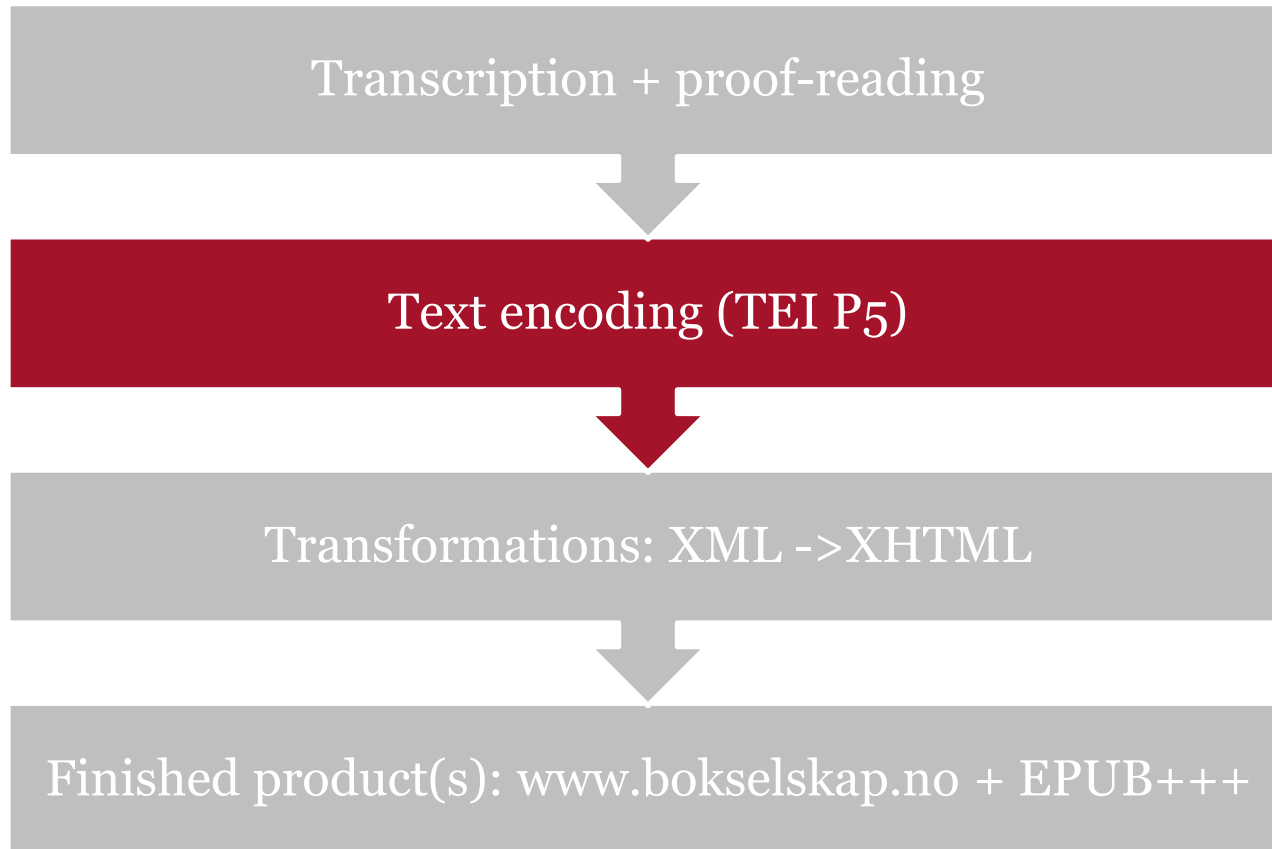 Transcription + proof-reading
Text encoding (TEI P5)
Transformations: XML ->XHTML
Finished product(s): www.bokselskap.no + EPUB+++